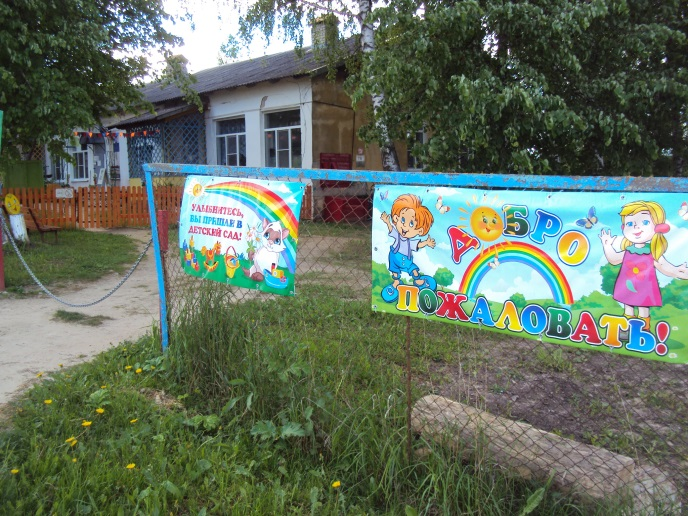 УЛЫБНИТЕСЬ,
ВЫ ПРИШЛИ В
ДЕТСКИЙ САД!
ДОБРО
ПОЖАЛОВАТЬ!